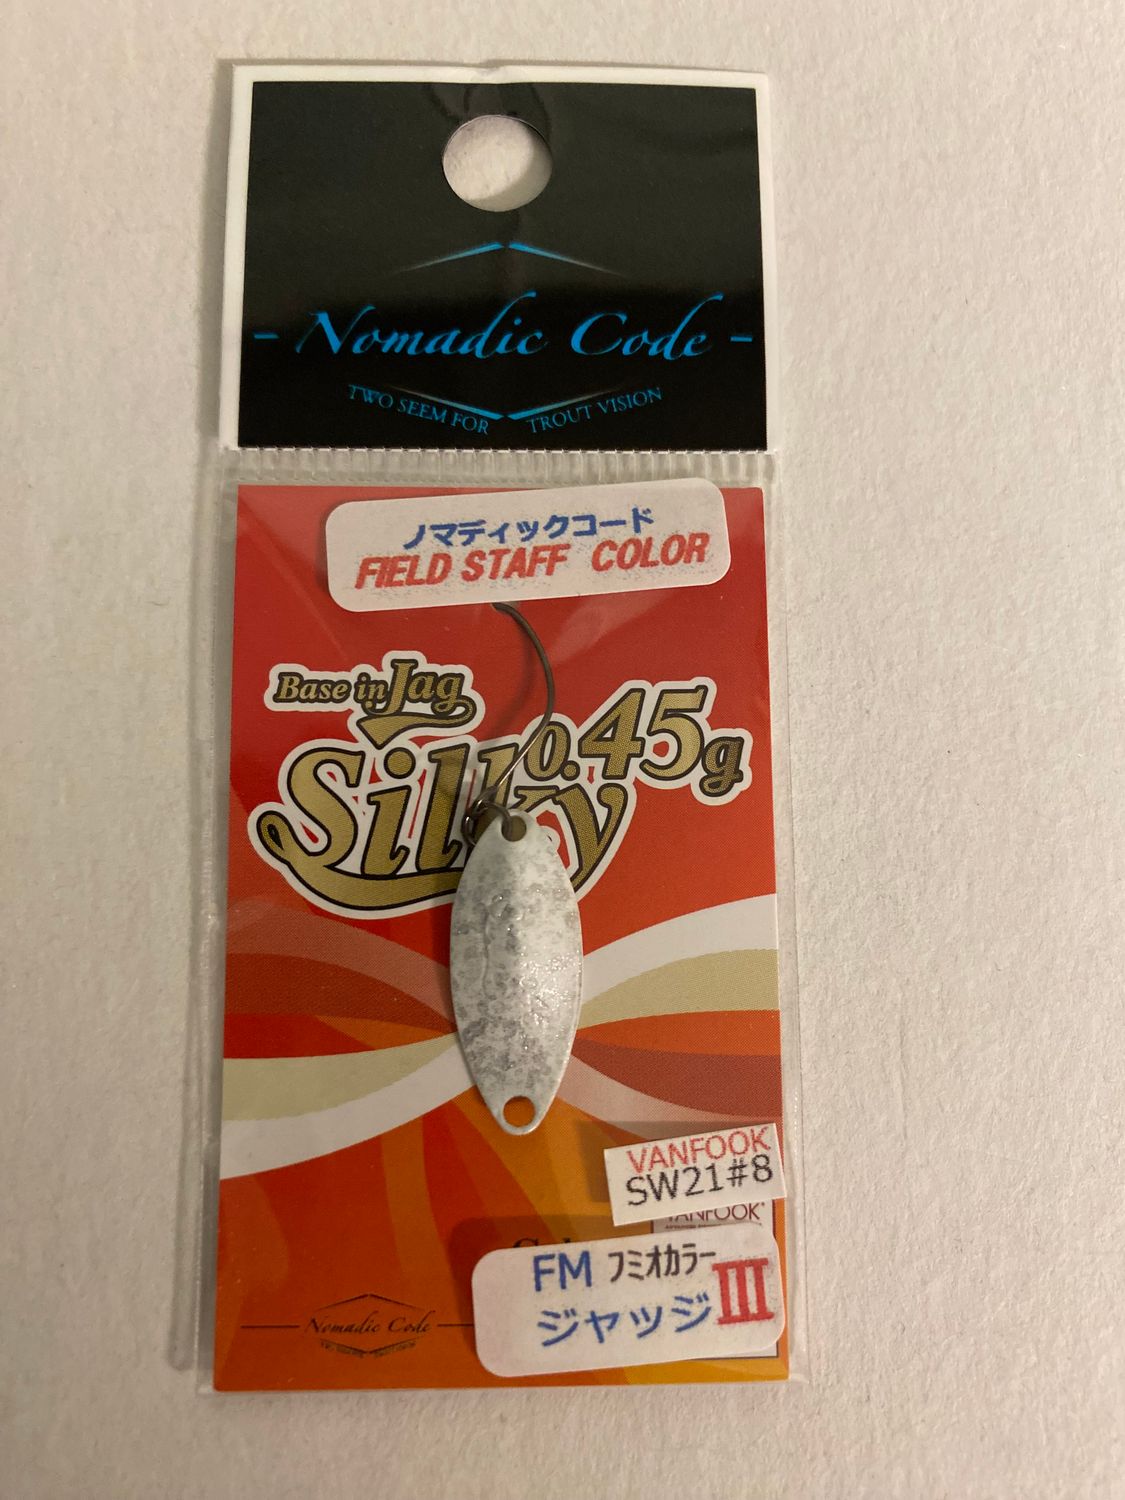 - Nomadic Code -
TWO SEEM FOR TROUT VISION
ノマディックコード
FIELD STAFF COLOR
Base in Jag
Silky 0.45g
VANFOOK
SW21#8
VANFOOK
FM フミオカラー
ジャッジIII
Nomadic Code